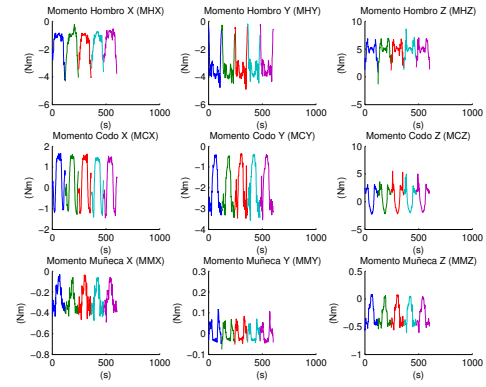 Momento Hombro X (MHX) Momento Hombro Y (MHY) Momento Hombro Z (MHZ)
0 0 10
−2 −2 5
(Nm) (Nm) (Nm)
−4 −4 0
−6 −6 −5
0 500 1000 0 500 1000 0 500 1000
(s) (s) (s)
Momento Codo X (MCX) Momento Codo Y (MCY) Momento Codo Z (MCZ)
2 0 10
1 −1
5
(Nm) 0 (Nm) −2 (Nm)
0
−1 −3
−2 −4 −5
0 500 1000 0 500 1000 0 500 1000
(s) (s) (s)
Momento Muñeca X (MMX) Momento Muñeca Y (MMY) Momento Muñeca Z (MMZ)
0 0.3 0.5
−0.2 0.2
0
(Nm) −0.4 (Nm) 0.1 (Nm)
−0.5
−0.6 0
−0.8 −0.1 −1
0 500 1000 0 500 1000 0 500 1000
(s) (s) (s)